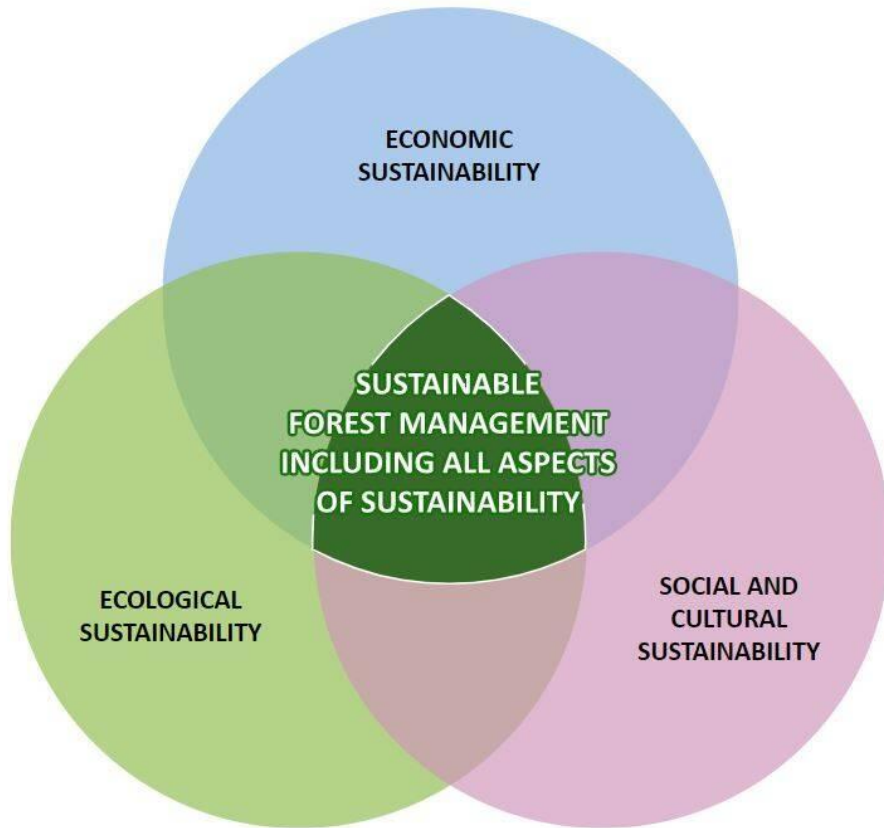 ECONOMIC
SUSTAINABILITY
SUSTAINABLE
FOREST MANAGEMENT
INCLUDING ALL ASPECTS
OF SUSTAINABILITY
ECOLOGICAL
SUSTAINABILITY
SOCIAL AND
CULTURAL
SUSTAINABILITY